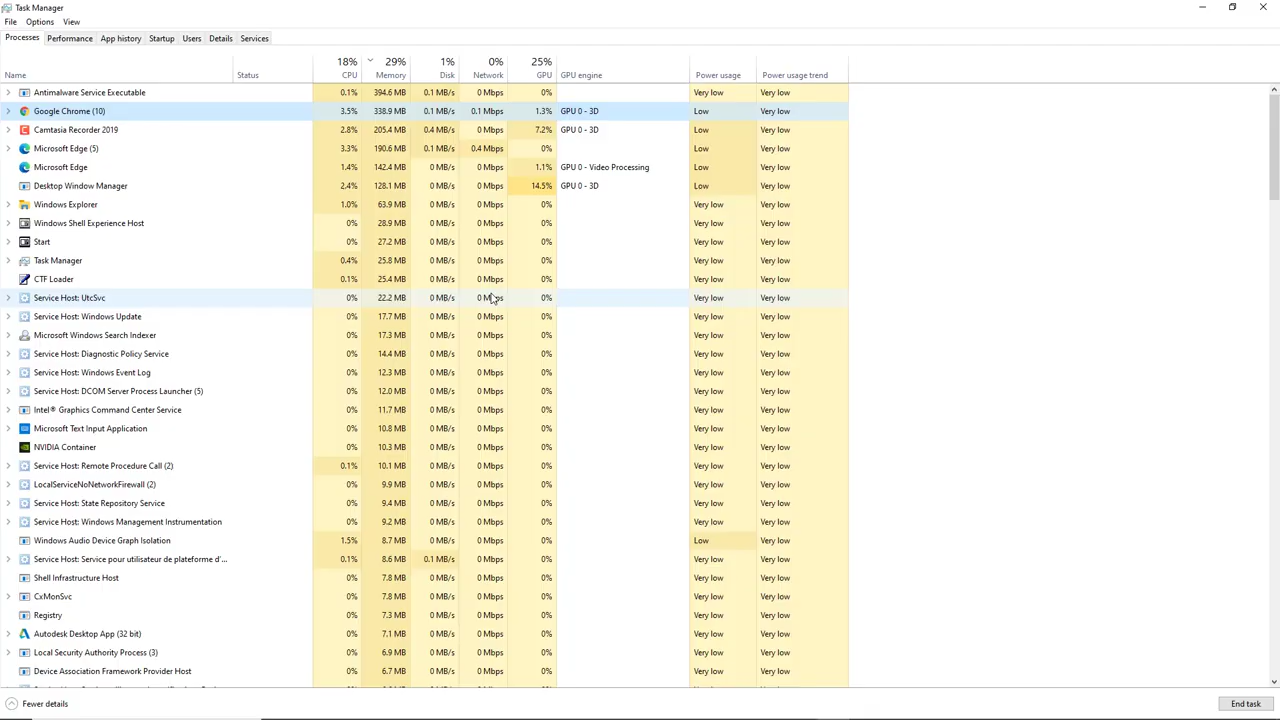 Task Manager
File Options View
Processes Performance App history Startup Users Details Services
18% 29% 1% 0% 25%
Name Status CPU Memory Disk Network GPU GPU engine Power usage Power usage trend
Antimalware Service Executable 0.1% 394.6 MB 0.1 MB/s 0 Mbps 0% Very low Very low
Google Chrome (10) 3.5% 338.9 MB 0.1 MB/s 0.1 Mbps 1.3% GPU 0 - 3D Low Very low
Camtasia Recorder 2019 2.8% 205.4 MB 0.4 MB/s 0 Mbps 7.2% GPU 0 - 3D Low Very low
Microsoft Edge (5) 3.3% 190.6 MB 0.1 MB/s 0.4 Mbps 0% Low Very low
Microsoft Edge 1.4% 142.4 MB 0 MB/s 0 Mbps 1.1% GPU 0 - Video Processing Low Very low
Desktop Window Manager 2.4% 128.1 MB 0 MB/s 0 Mbps 14.5% GPU 0 - 3D Low Very low
Windows Explorer 1.0% 63.9 MB 0 MB/s 0 Mbps 0% Very low Very low
Windows Shell Experience Host 0% 28.9 MB 0 MB/s 0 Mbps 0% Very low Very low
Start 0% 27.2 MB 0 MB/s 0 Mbps 0% Very low Very low
Task Manager 0.4% 25.8 MB 0 MB/s 0 Mbps 0% Very low Very low
CTF Loader 0.1% 25.4 MB 0 MB/s 0 Mbps 0% Very low Very low
Service Host: UtcSvc 0% 22.2 MB 0 MB/s 0 Mbps 0% Very low Very low
Service Host: Windows Update 0% 17.7 MB 0 MB/s 0 Mbps 0% Very low Very low
Microsoft Windows Search Indexer 0% 17.3 MB 0 MB/s 0 Mbps 0% Very low Very low
Service Host: Diagnostic Policy Service 0% 14.4 MB 0 MB/s 0 Mbps 0% Very low Very low
Service Host: Windows Event Log 0% 12.3 MB 0 MB/s 0 Mbps 0% Very low Very low
Service Host: DCOM Server Process Launcher (5) 0% 12.0 MB 0 MB/s 0 Mbps 0% Very low Very low
Intel® Graphics Command Center Service 0% 11.7 MB 0 MB/s 0 Mbps 0% Very low Very low
Microsoft Text Input Application 0% 10.8 MB 0 MB/s 0 Mbps 0% Very low Very low
NVIDIA Container 0% 10.3 MB 0 MB/s 0 Mbps 0% Very low Very low
Service Host: Remote Procedure Call (2) 0.1% 10.1 MB 0 MB/s 0 Mbps 0% Very low Very low
LocalServiceNoNetworkFirewall (2) 0% 9.9 MB 0 MB/s 0 Mbps 0% Very low Very low
Service Host: State Repository Service 0% 9.4 MB 0 MB/s 0 Mbps 0% Very low Very low
Service Host: Windows Management Instrumentation 0% 9.2 MB 0 MB/s 0 Mbps 0% Very low Very low
Windows Audio Device Graph Isolation 1.5% 8.7 MB 0 MB/s 0 Mbps 0% Low Very low
Service Host: Service pour utilisateur de plateforme d'... 0.1% 8.6 MB 0.1 MB/s 0 Mbps 0% Very low Very low
Shell Infrastructure Host 0% 7.8 MB 0 MB/s 0 Mbps 0% Very low Very low
CxMonSvc 0% 7.8 MB 0 MB/s 0 Mbps 0% Very low Very low
Registry 0% 7.3 MB 0 MB/s 0 Mbps 0% Very low Very low
Autodesk Desktop App (32 bit) 0% 7.1 MB 0 MB/s 0 Mbps 0% Very low Very low
Local Security Authority Process (3) 0% 6.9 MB 0 MB/s 0 Mbps 0% Very low Very low
Device Association Framework Provider Host 0% 6.7 MB 0 MB/s 0 Mbps 0% Very low Very low
Fewer details End task